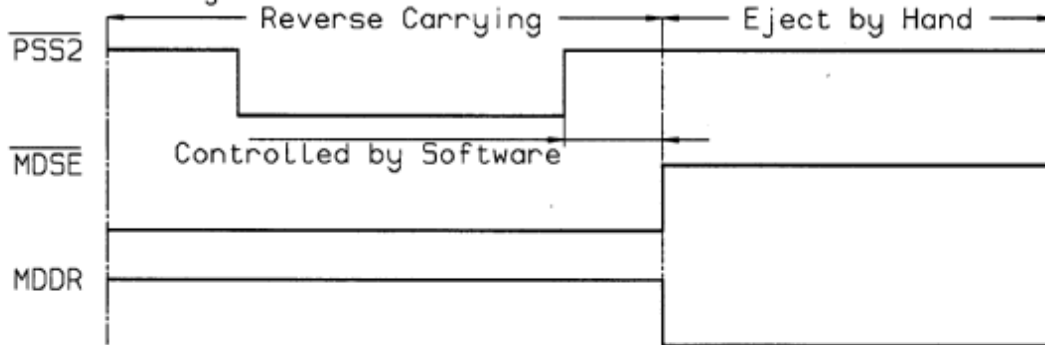 Reverse Carrying Eject by Hand
PSS2
Controlled by Software
MDSE
MDDR